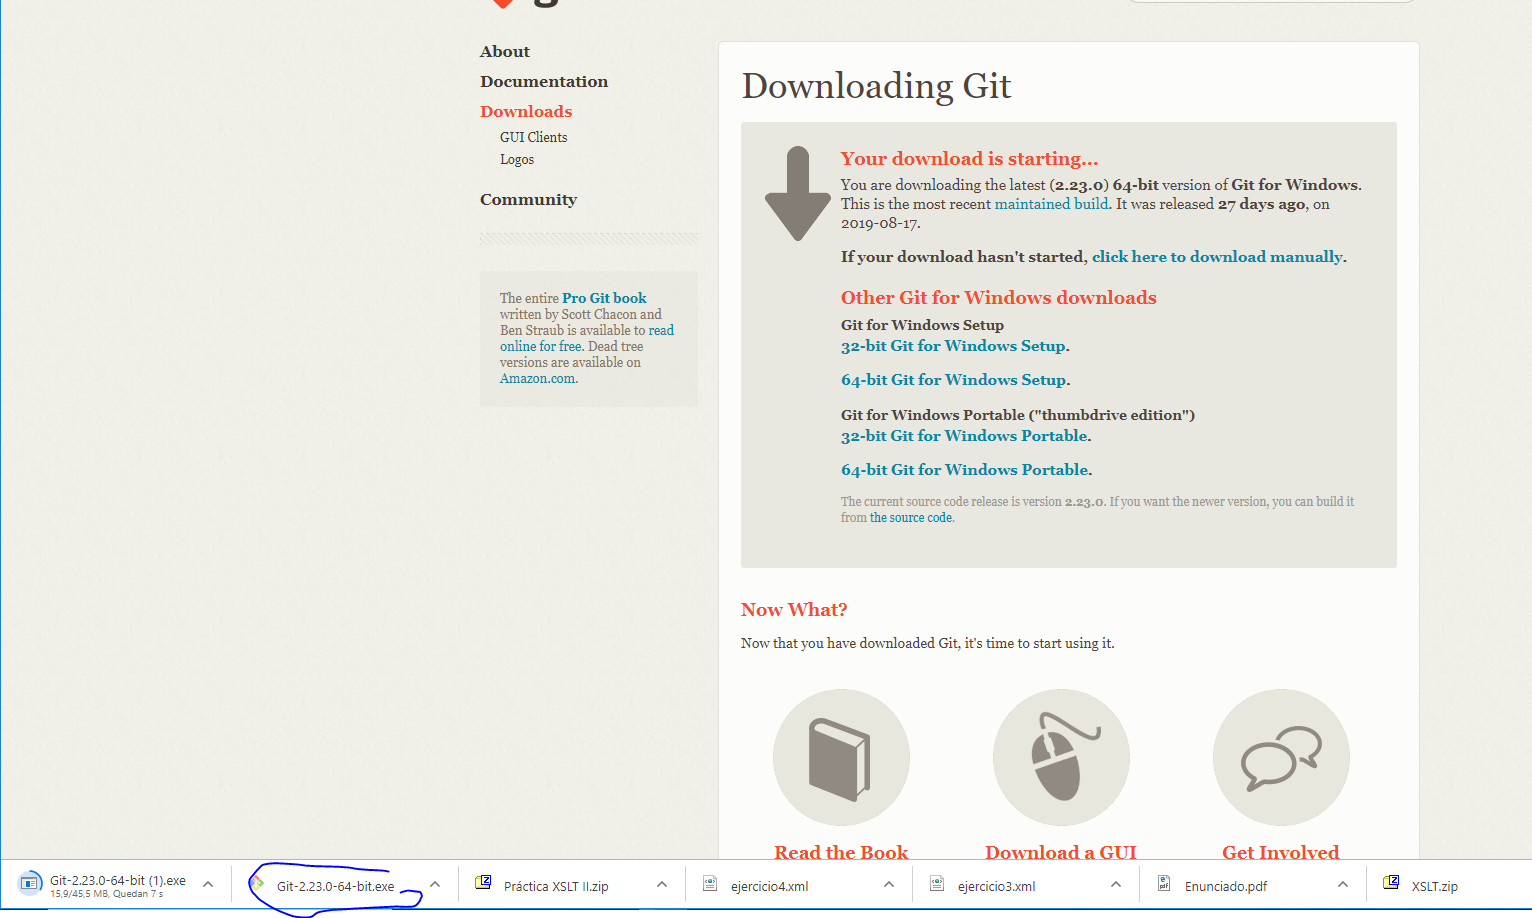 About
Documentation
Downloads
GUI Clients
Logos
Community
The entire Pro Git book
written by Scott Chacon and
Ben Straub is available to read
online for free. Dead tree
versions are available on
Amazon.com.
Downloading Git
Your download is starting...
You are downloading the latest (2.23.0) 64-bit version of Git for Windows.
This is the most recent maintained build. It was released 27 days ago, on
2019-08-17.
If your download hasn't started, click here to download manually.
Other Git for Windows downloads
Git for Windows Setup
32-bit Git for Windows Setup.
64-bit Git for Windows Setup.
Git for Windows Portable ("thumbdrive edition")
32-bit Git for Windows Portable.
64-bit Git for Windows Portable.
The current source code release is version 2.23.0. If you want the newer version, you can build it
from the source code.
Now What?
Now that you have downloaded Git, it's time to start using it.
Read the Book
Download a GUI
Get Involved
Git-2.23.0-64-bit (1).exe
15,9/45,5 MB, Quedan 7 s
Git-2.23.0-64-bit.exe
Práctica XSLT II.zip
ejercicio4.xml
ejercicio3.xml
Enunciado.pdf
XSLT.zip